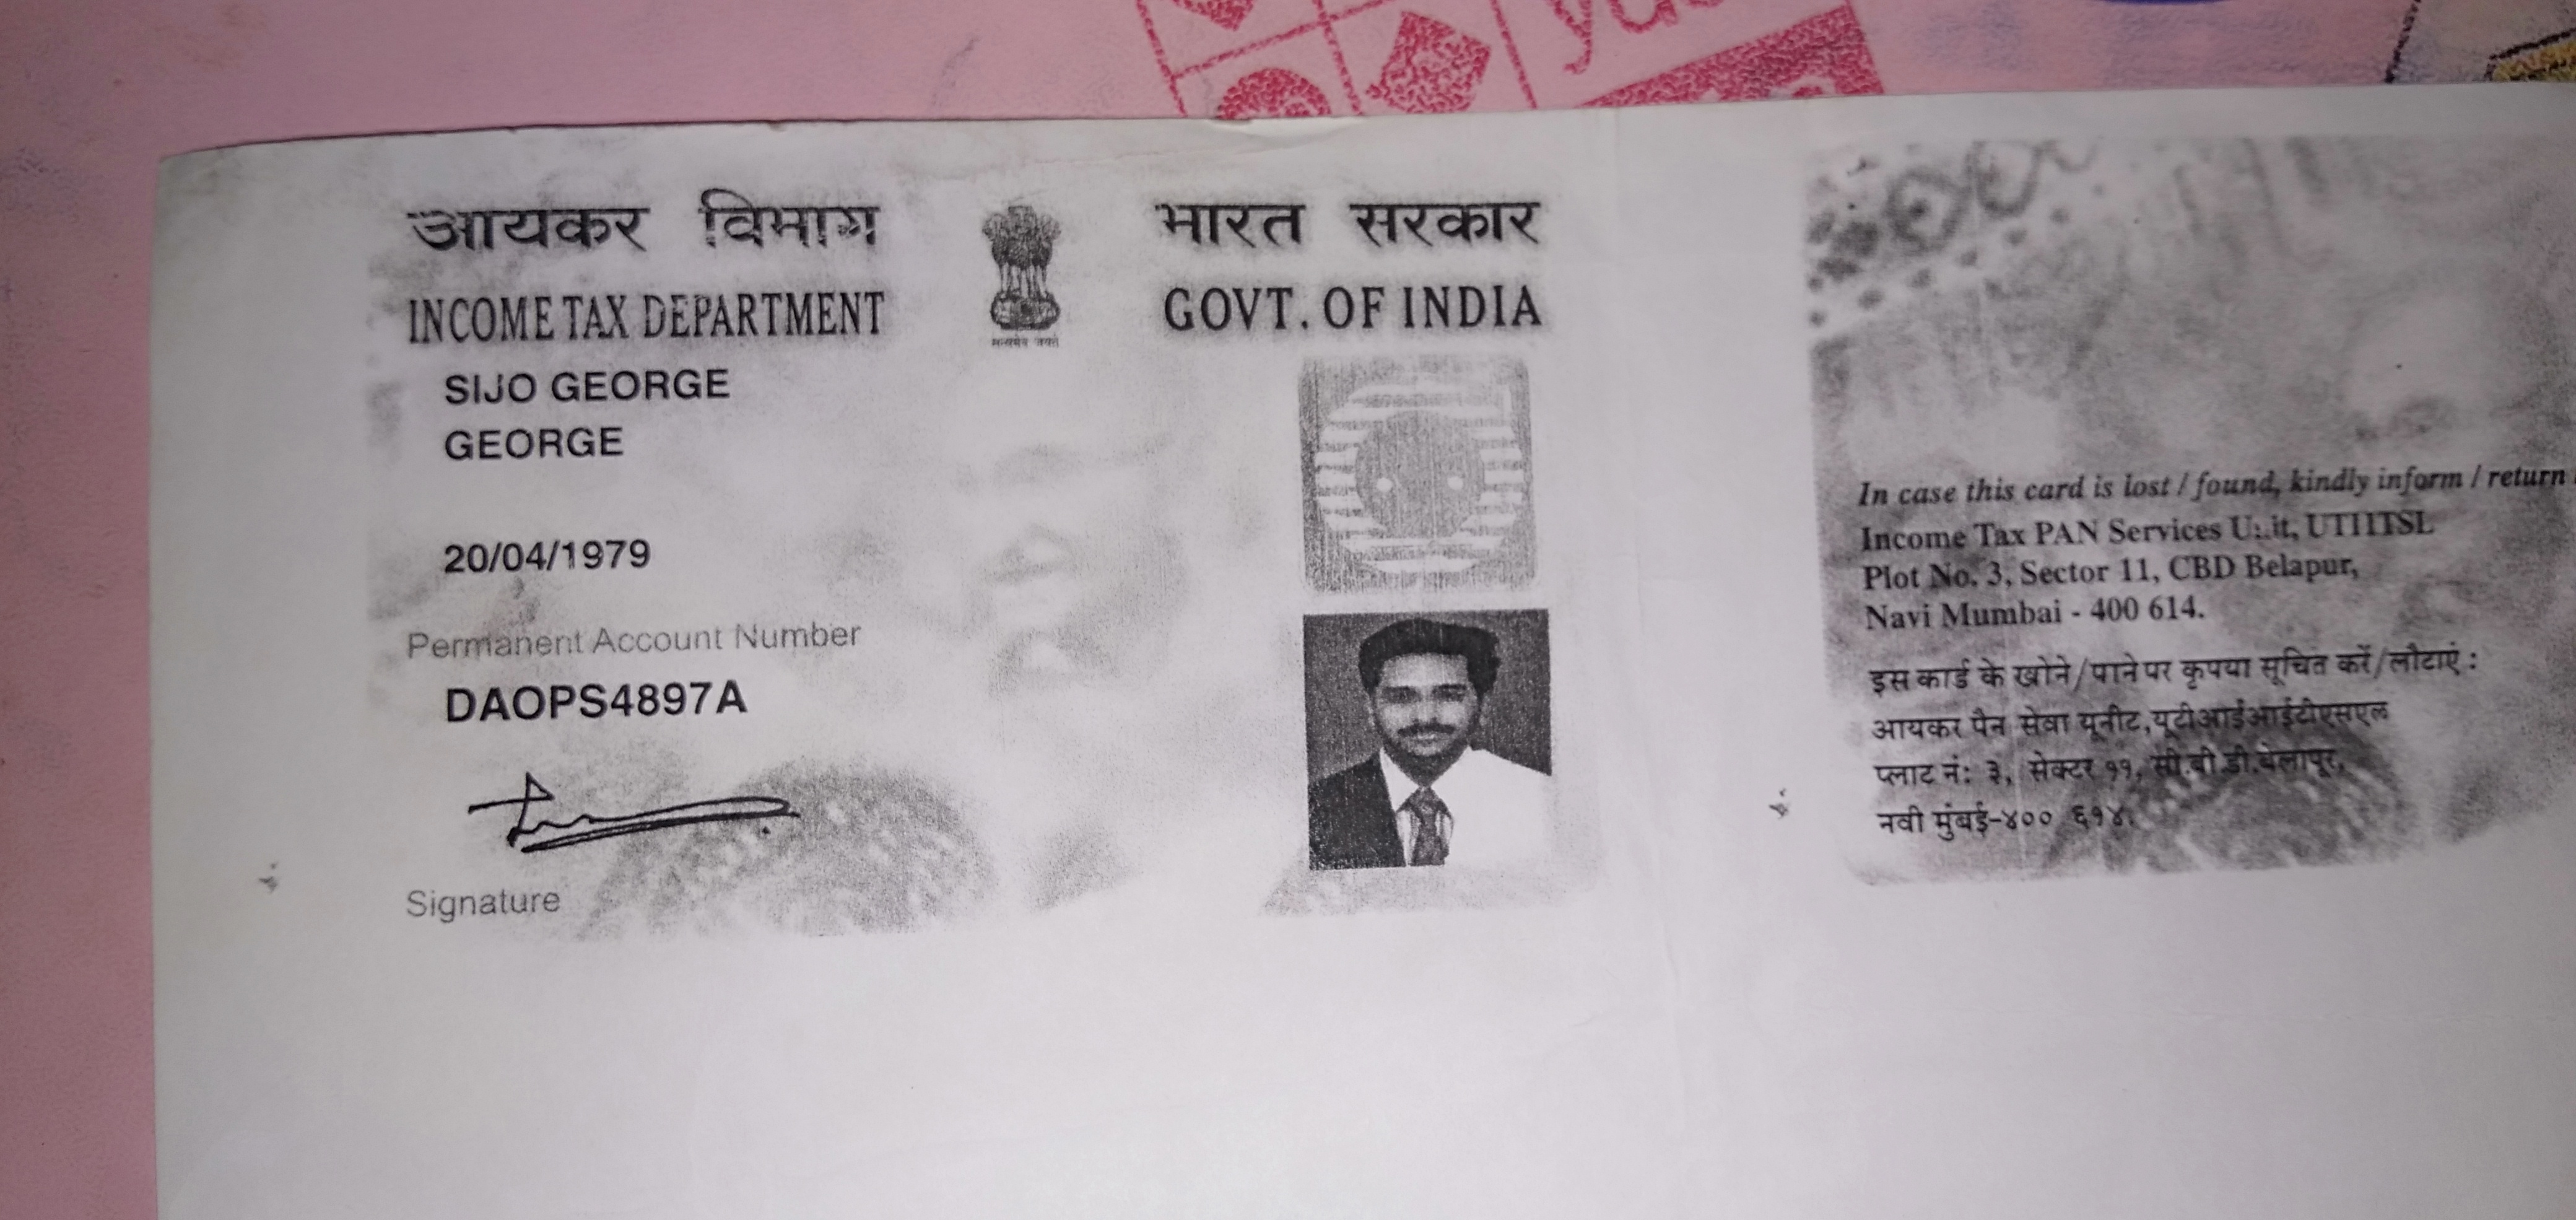 आयकर विभाग
भारत सरकार
INCOME TAX DEPARTMENT
GOVT. OF INDIA
सत्यमेव जयते
SIJO GEORGE
GEORGE
20/04/1979
Permanent Account Number
DAOPS4897A
Signature
In case this card is lost / found, kindly inform / return
Income Tax PAN Services Unit, UTIITSL
Plot No. 3, Sector 11, CBD Belapur,
Navi Mumbai - 400 614.
इस कार्ड के खोने/पाने पर कृपया सूचित करें/लौटाएं :
आयकर पैन सेवा यूनीट, यूटीआईआईटीएसएल
प्लाट नं: ३, सेक्टर ११, सी.बी.डी.बेलापूर,
नवी मुंबई-४०० ६१४.